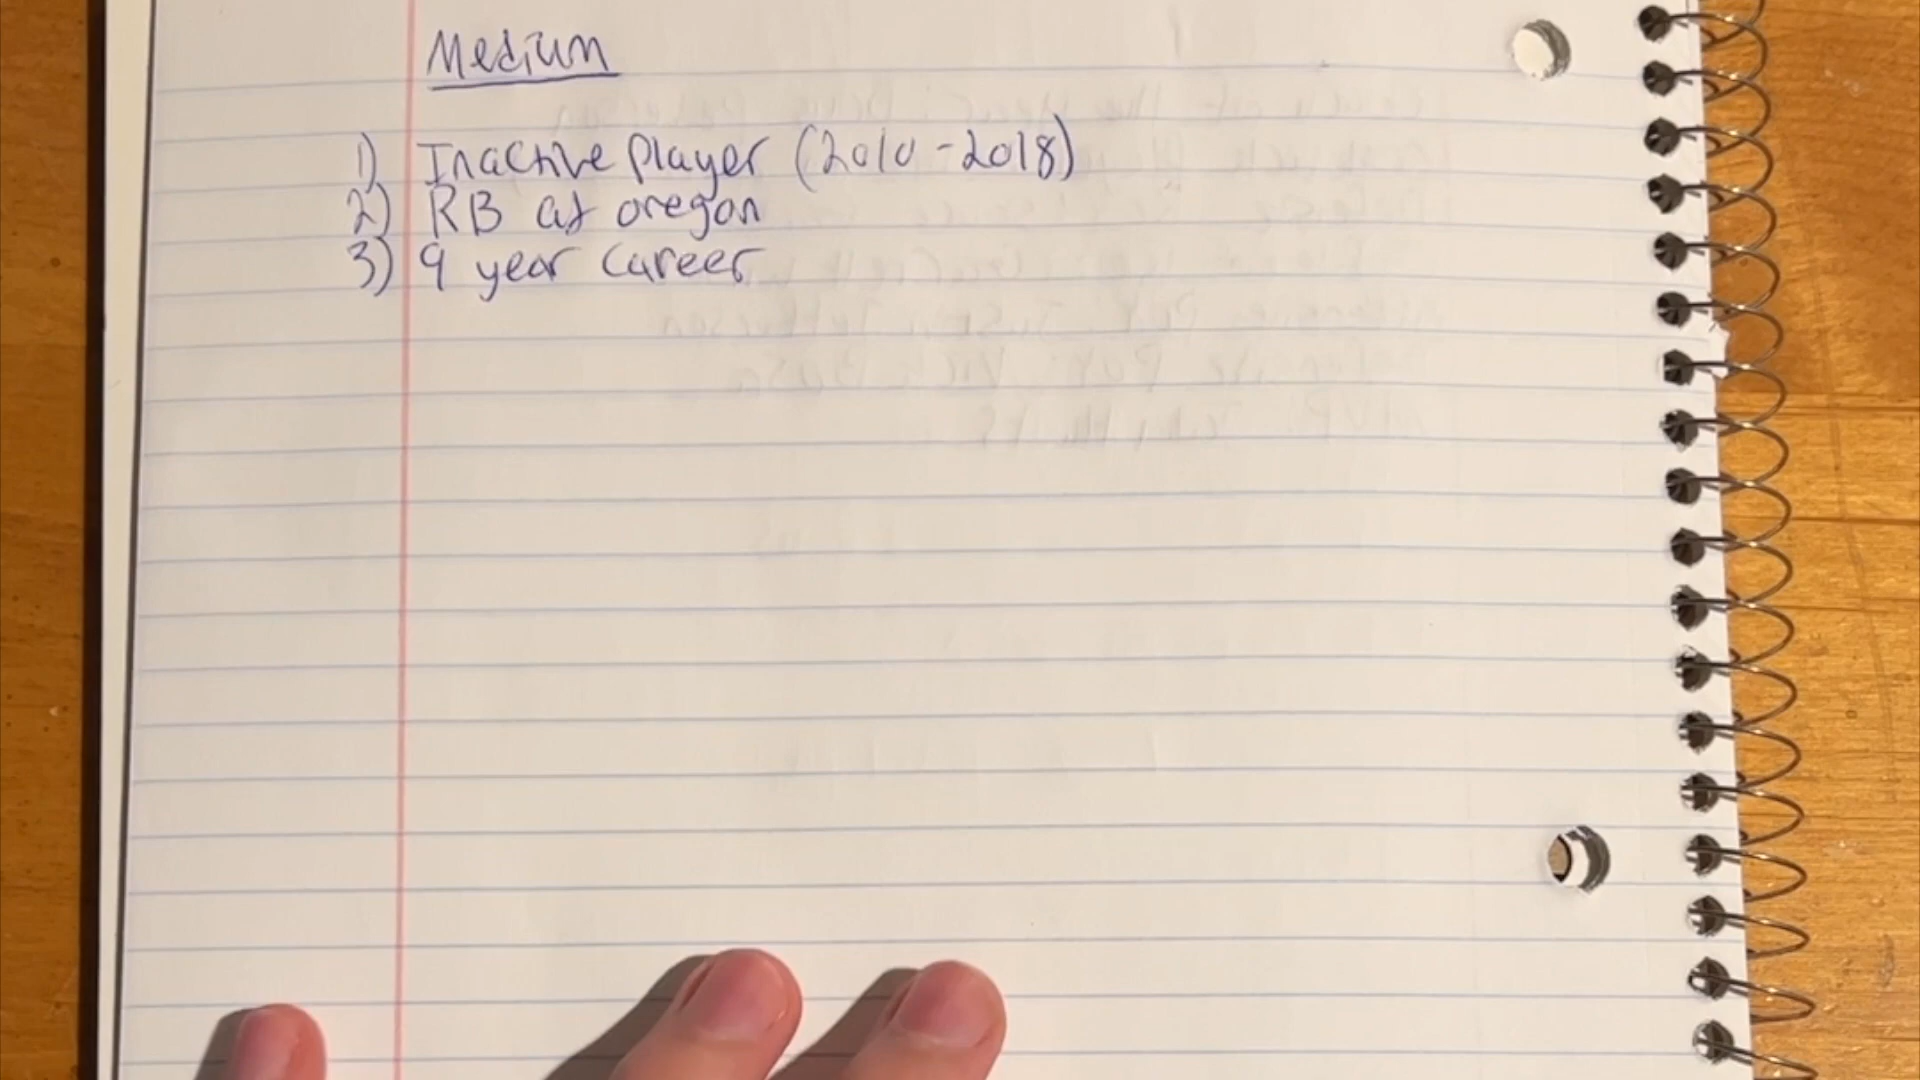 Medium
1) Inactive Player (2010-2018)
2) RB at oregon
3) 9 year career